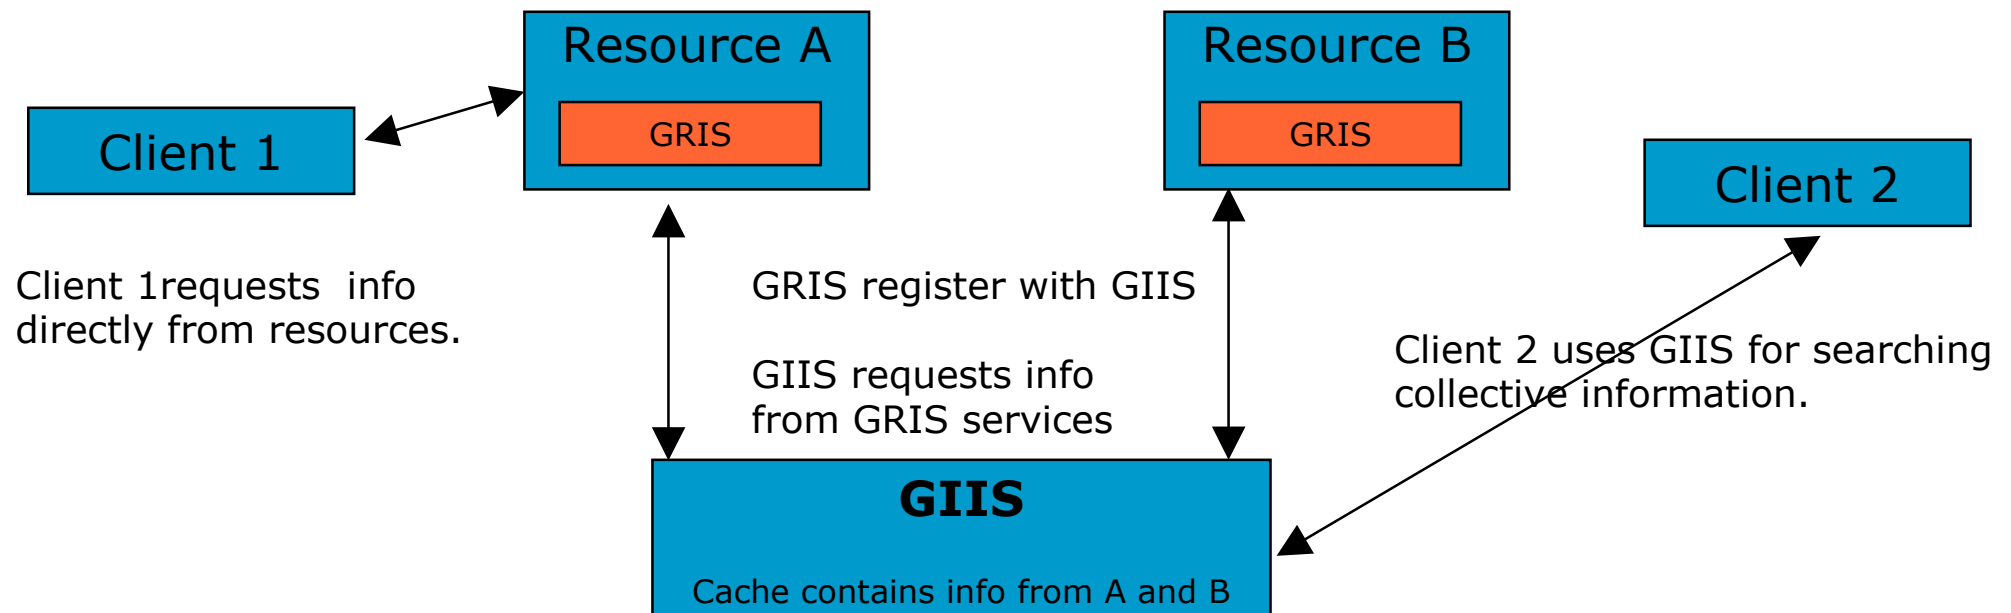 Resource A
GRIS
Resource B
GRIS
Client 1
Client 2
Client 1requests  info
directly from resources.
GRIS register with GIIS
GIIS requests info
from GRIS services
Client 2 uses GIIS for searching
collective information.
GIIS
Cache contains info from A and B